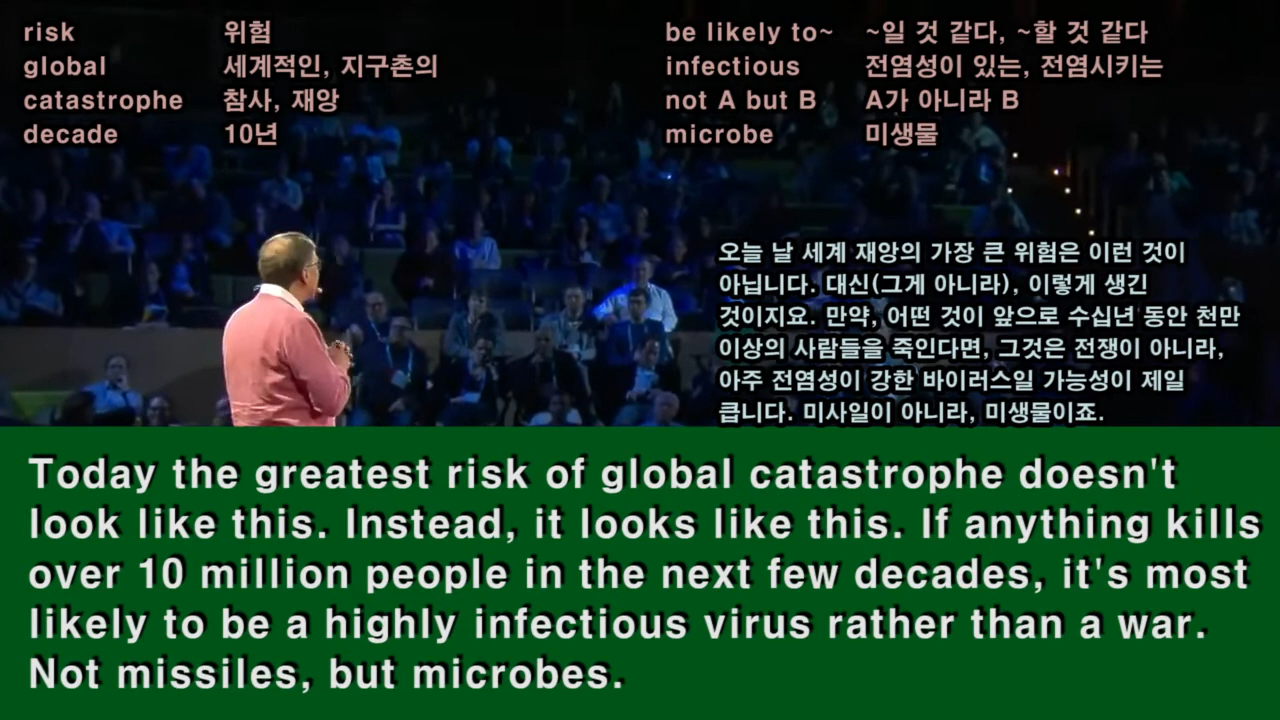 risk 위험
global 세계적인, 지구촌의
catastrophe 참사, 재앙
decade 10년
be likely to~ ~일 것 같다, ~할 것 같다
infectious 전염성이 있는, 전염시키는
not A but B A가 아니라 B
microbe 미생물
오늘 날 세계 재앙의 가장 큰 위험은 이런 것이
아닙니다. 대신(그게 아니라), 이렇게 생긴
것이지요. 만약, 어떤 것이 앞으로 수십년 동안 천만
이상의 사람들을 죽인다면, 그것은 전쟁이 아니라,
아주 전염성이 강한 바이러스일 가능성이 제일
큽니다. 미사일이 아니라, 미생물이죠.
Today the greatest risk of global catastrophe doesn't
look like this. Instead, it looks like this. If anything kills
over 10 million people in the next few decades, it's most
likely to be a highly infectious virus rather than a war.
Not missiles, but microbes.